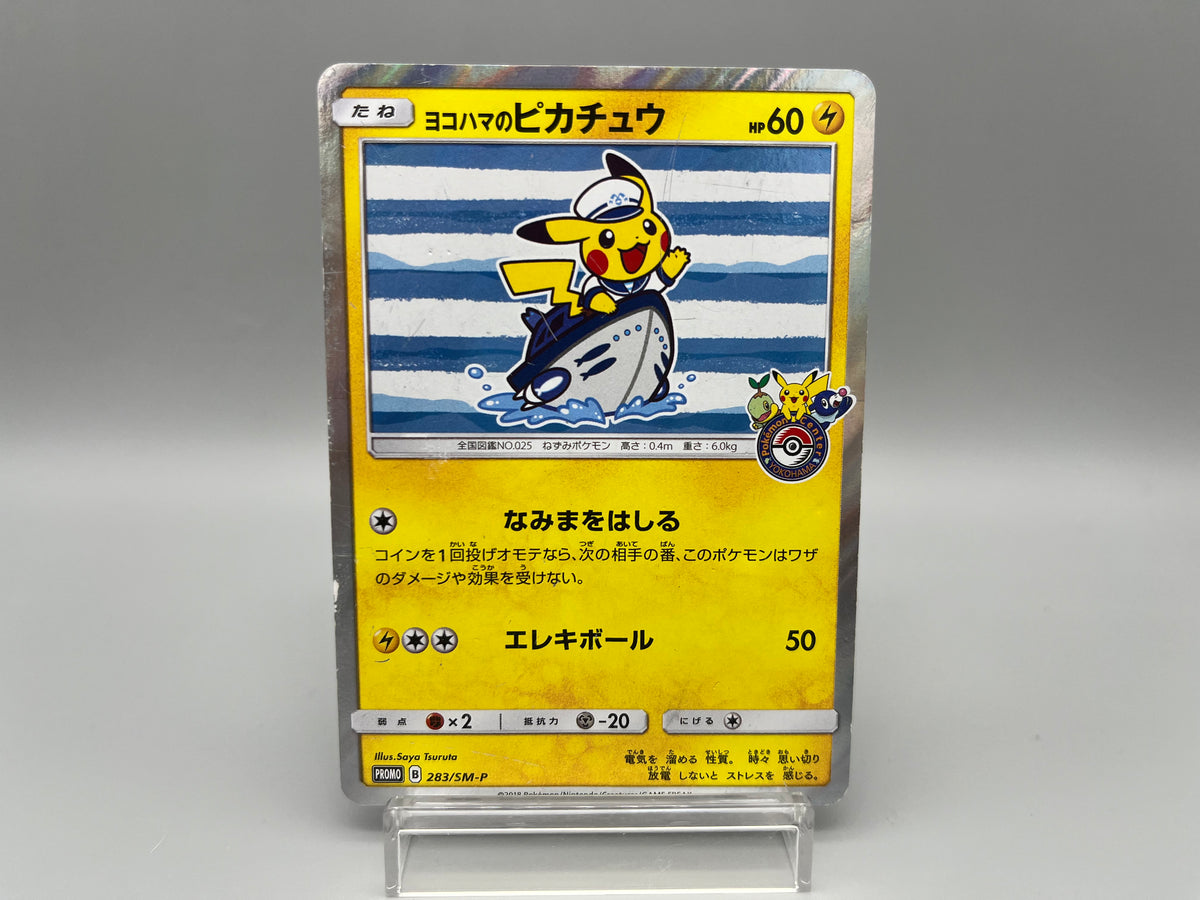 たね ヨコハマのピカチュウ HP60
全国図鑑NO.025 ねずみポケモン 高さ:0.4m 重さ:6.0kg
Pokémon Center
YOKOHAMA
なみまをはしる
コインを1回投げオモテなら、次の相手の番、このポケモンはワザ
のダメージや効果を受けない。
エレキボール 50
弱点 ×2 抵抗力 -20 にげる
Illus.Saya Tsuruta
電気を 溜める 性質。 時々 思い切り
放電 しないと ストレスを 感じる。
PROMO B 283/SM-P
©2018 Pokémon/Nintendo/Creatures/GAME FREAK